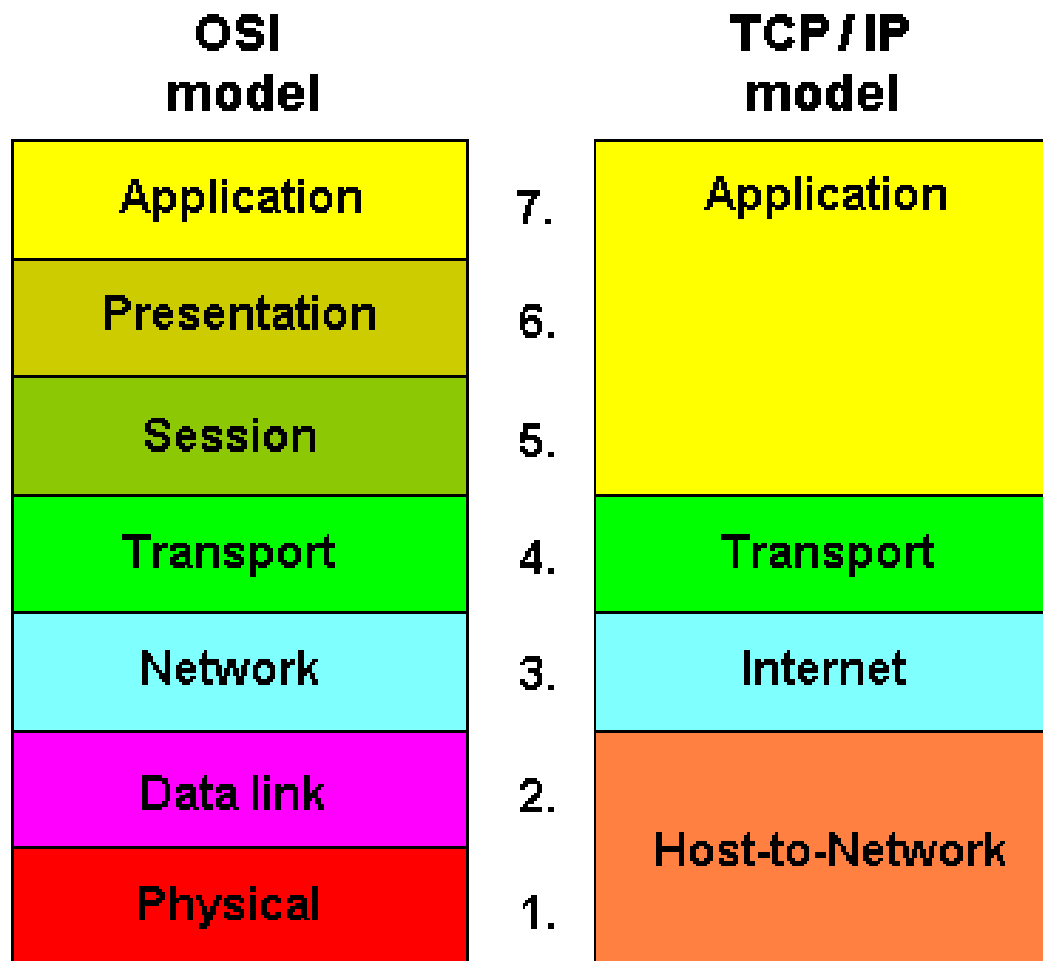 OSI
model
TCP / IP
model
Application
7.
Application
Presentation
6.
Session
5.
Transport
4.
Transport
Network
3.
Internet
Data link
2.
Host-to-Network
Physical
1.